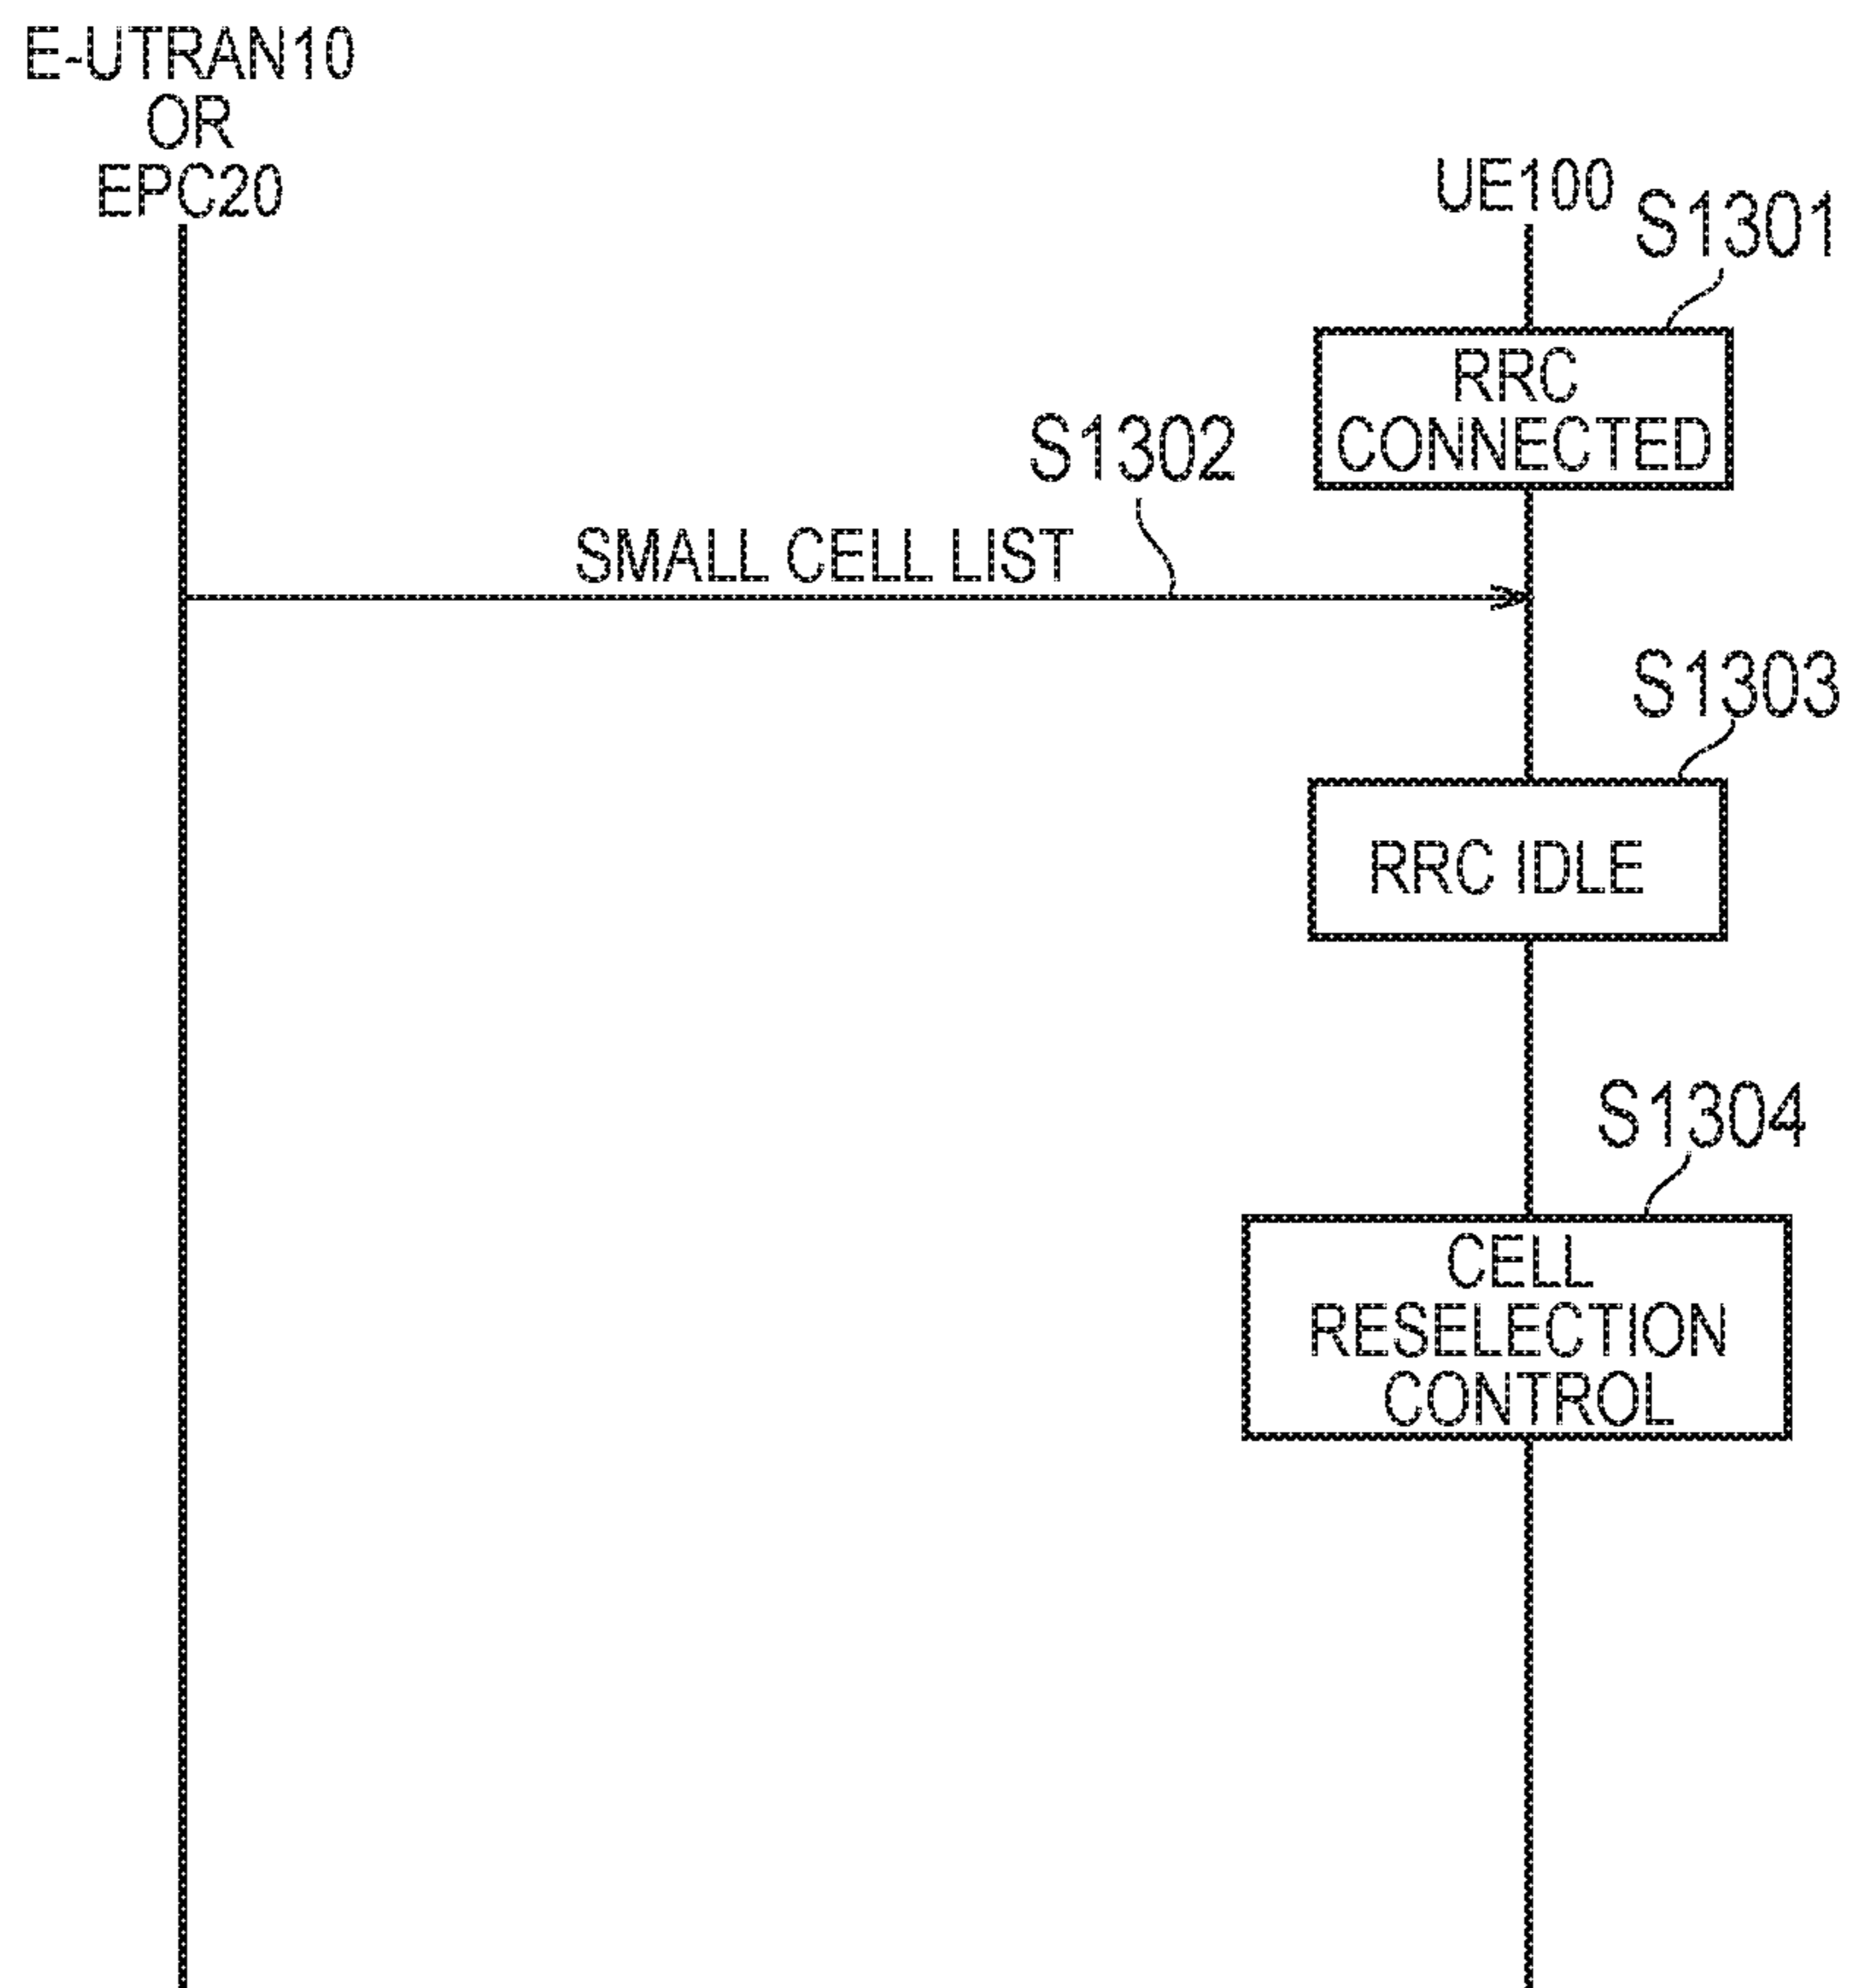 E-UTRAN10
OR
EPC20
UE100
S1301
RRC
CONNECTED
S1302
SMALL CELL LIST
S1303
RRC IDLE
S1304
CELL
RESELECTION
CONTROL